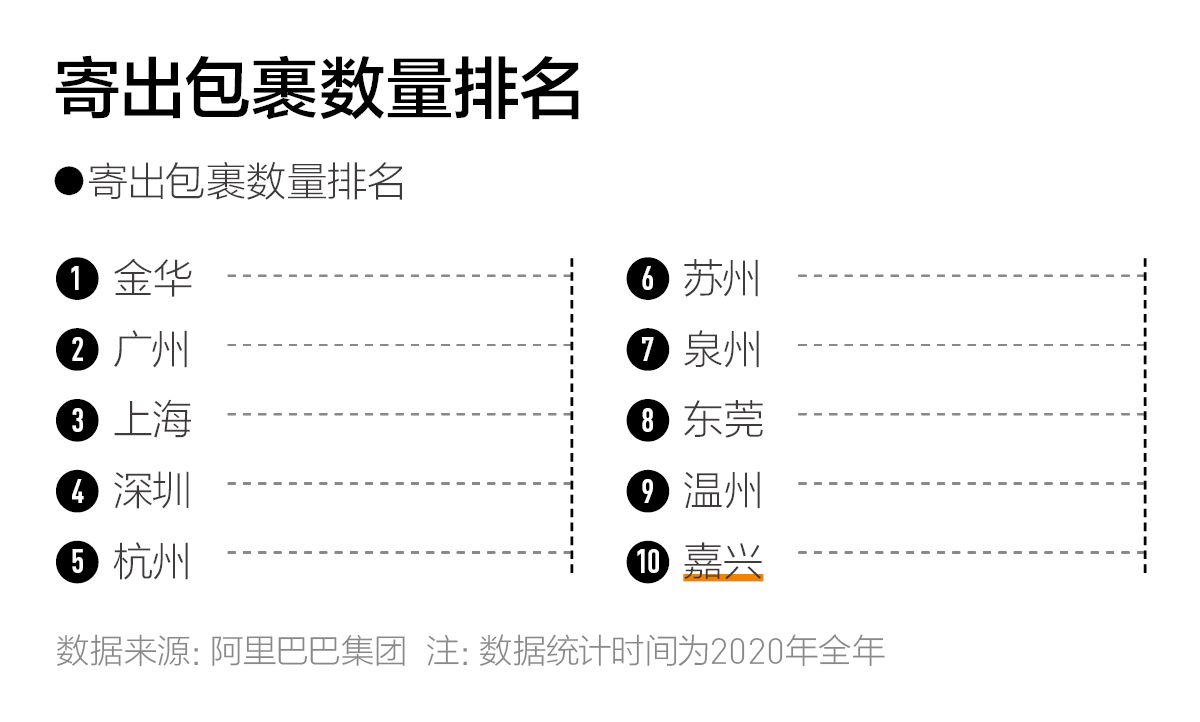 寄出包裹数量排名
●寄出包裹数量排名
1 金华
2 广州
3 上海
4 深圳
5 杭州
6 苏州
7 泉州
8 东莞
9 温州
10 嘉兴
数据来源: 阿里巴巴集团 注: 数据统计时间为2020年全年